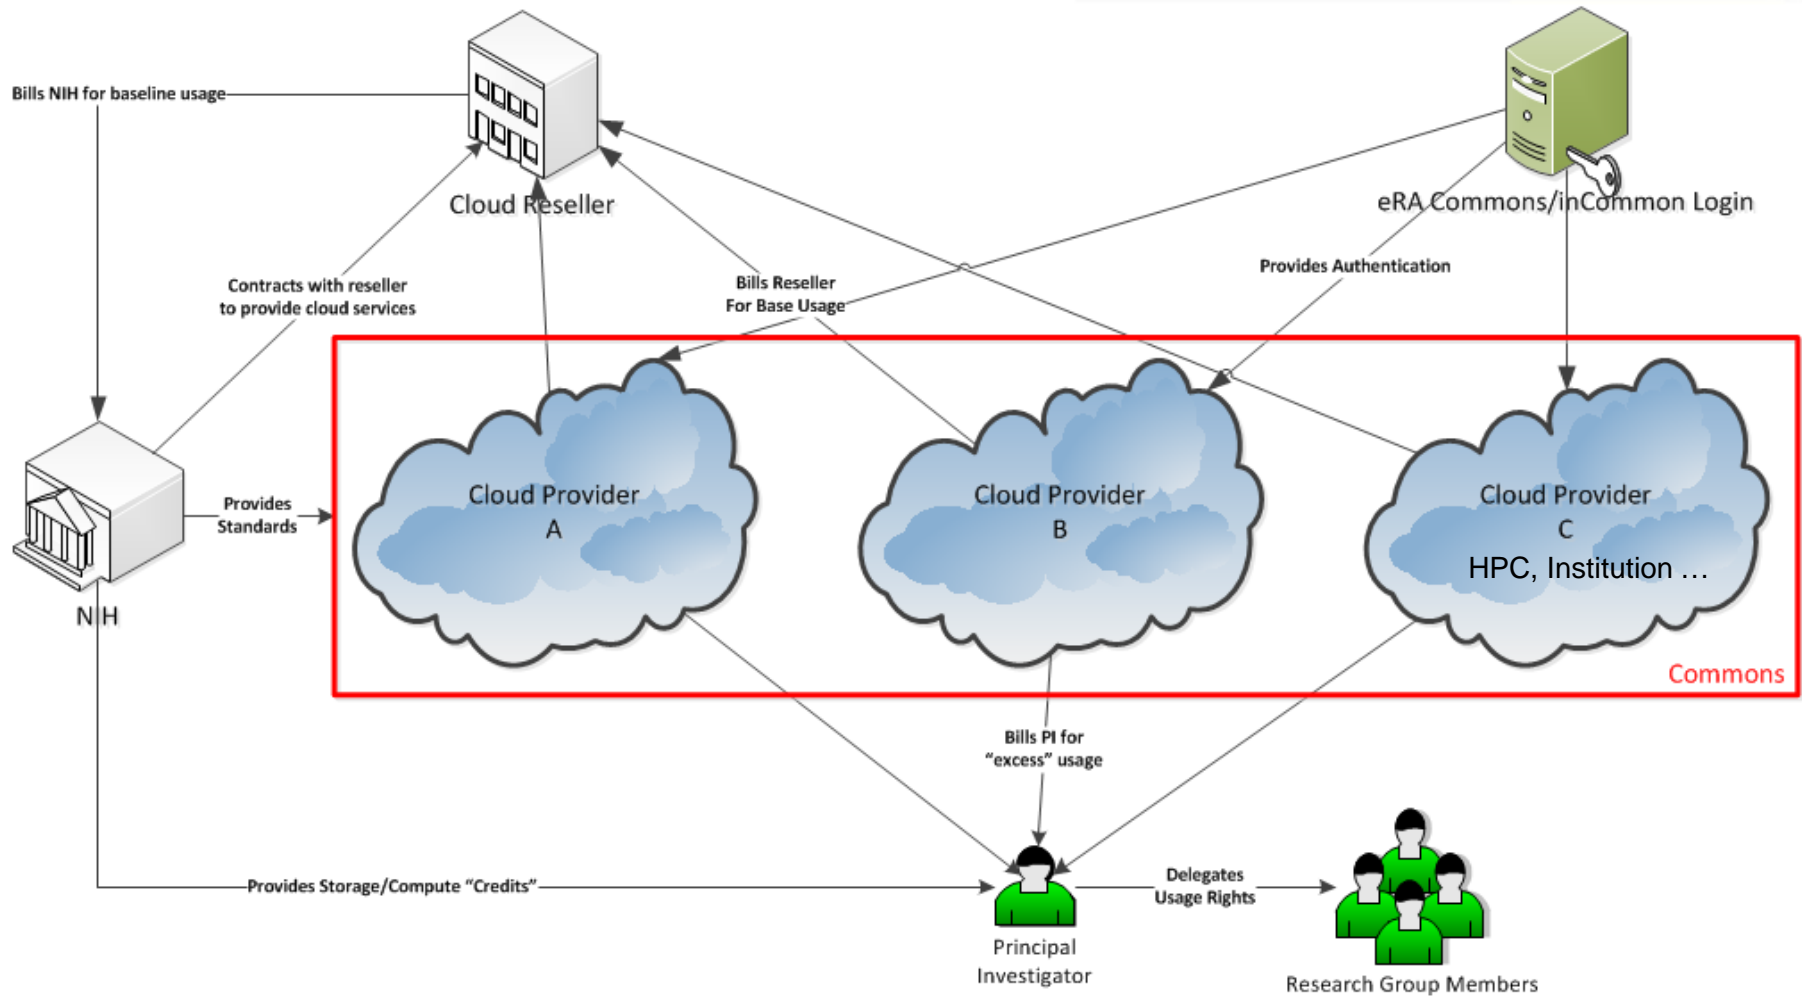 Bills NIH for baseline usage
Cloud Reseller
eRA Commons/inCommon Login
Contracts with reseller
to provide cloud services
Bills Reseller
For Base Usage
Provides Authentication
Cloud Provider
A
Cloud Provider
B
Cloud Provider
C
HPC, Institution …
Provides
Standards
NIH
Commons
Bills PI for
“excess” usage
Provides Storage/Compute “Credits”
Delegates
Usage Rights
Principal
Investigator
Research Group Members